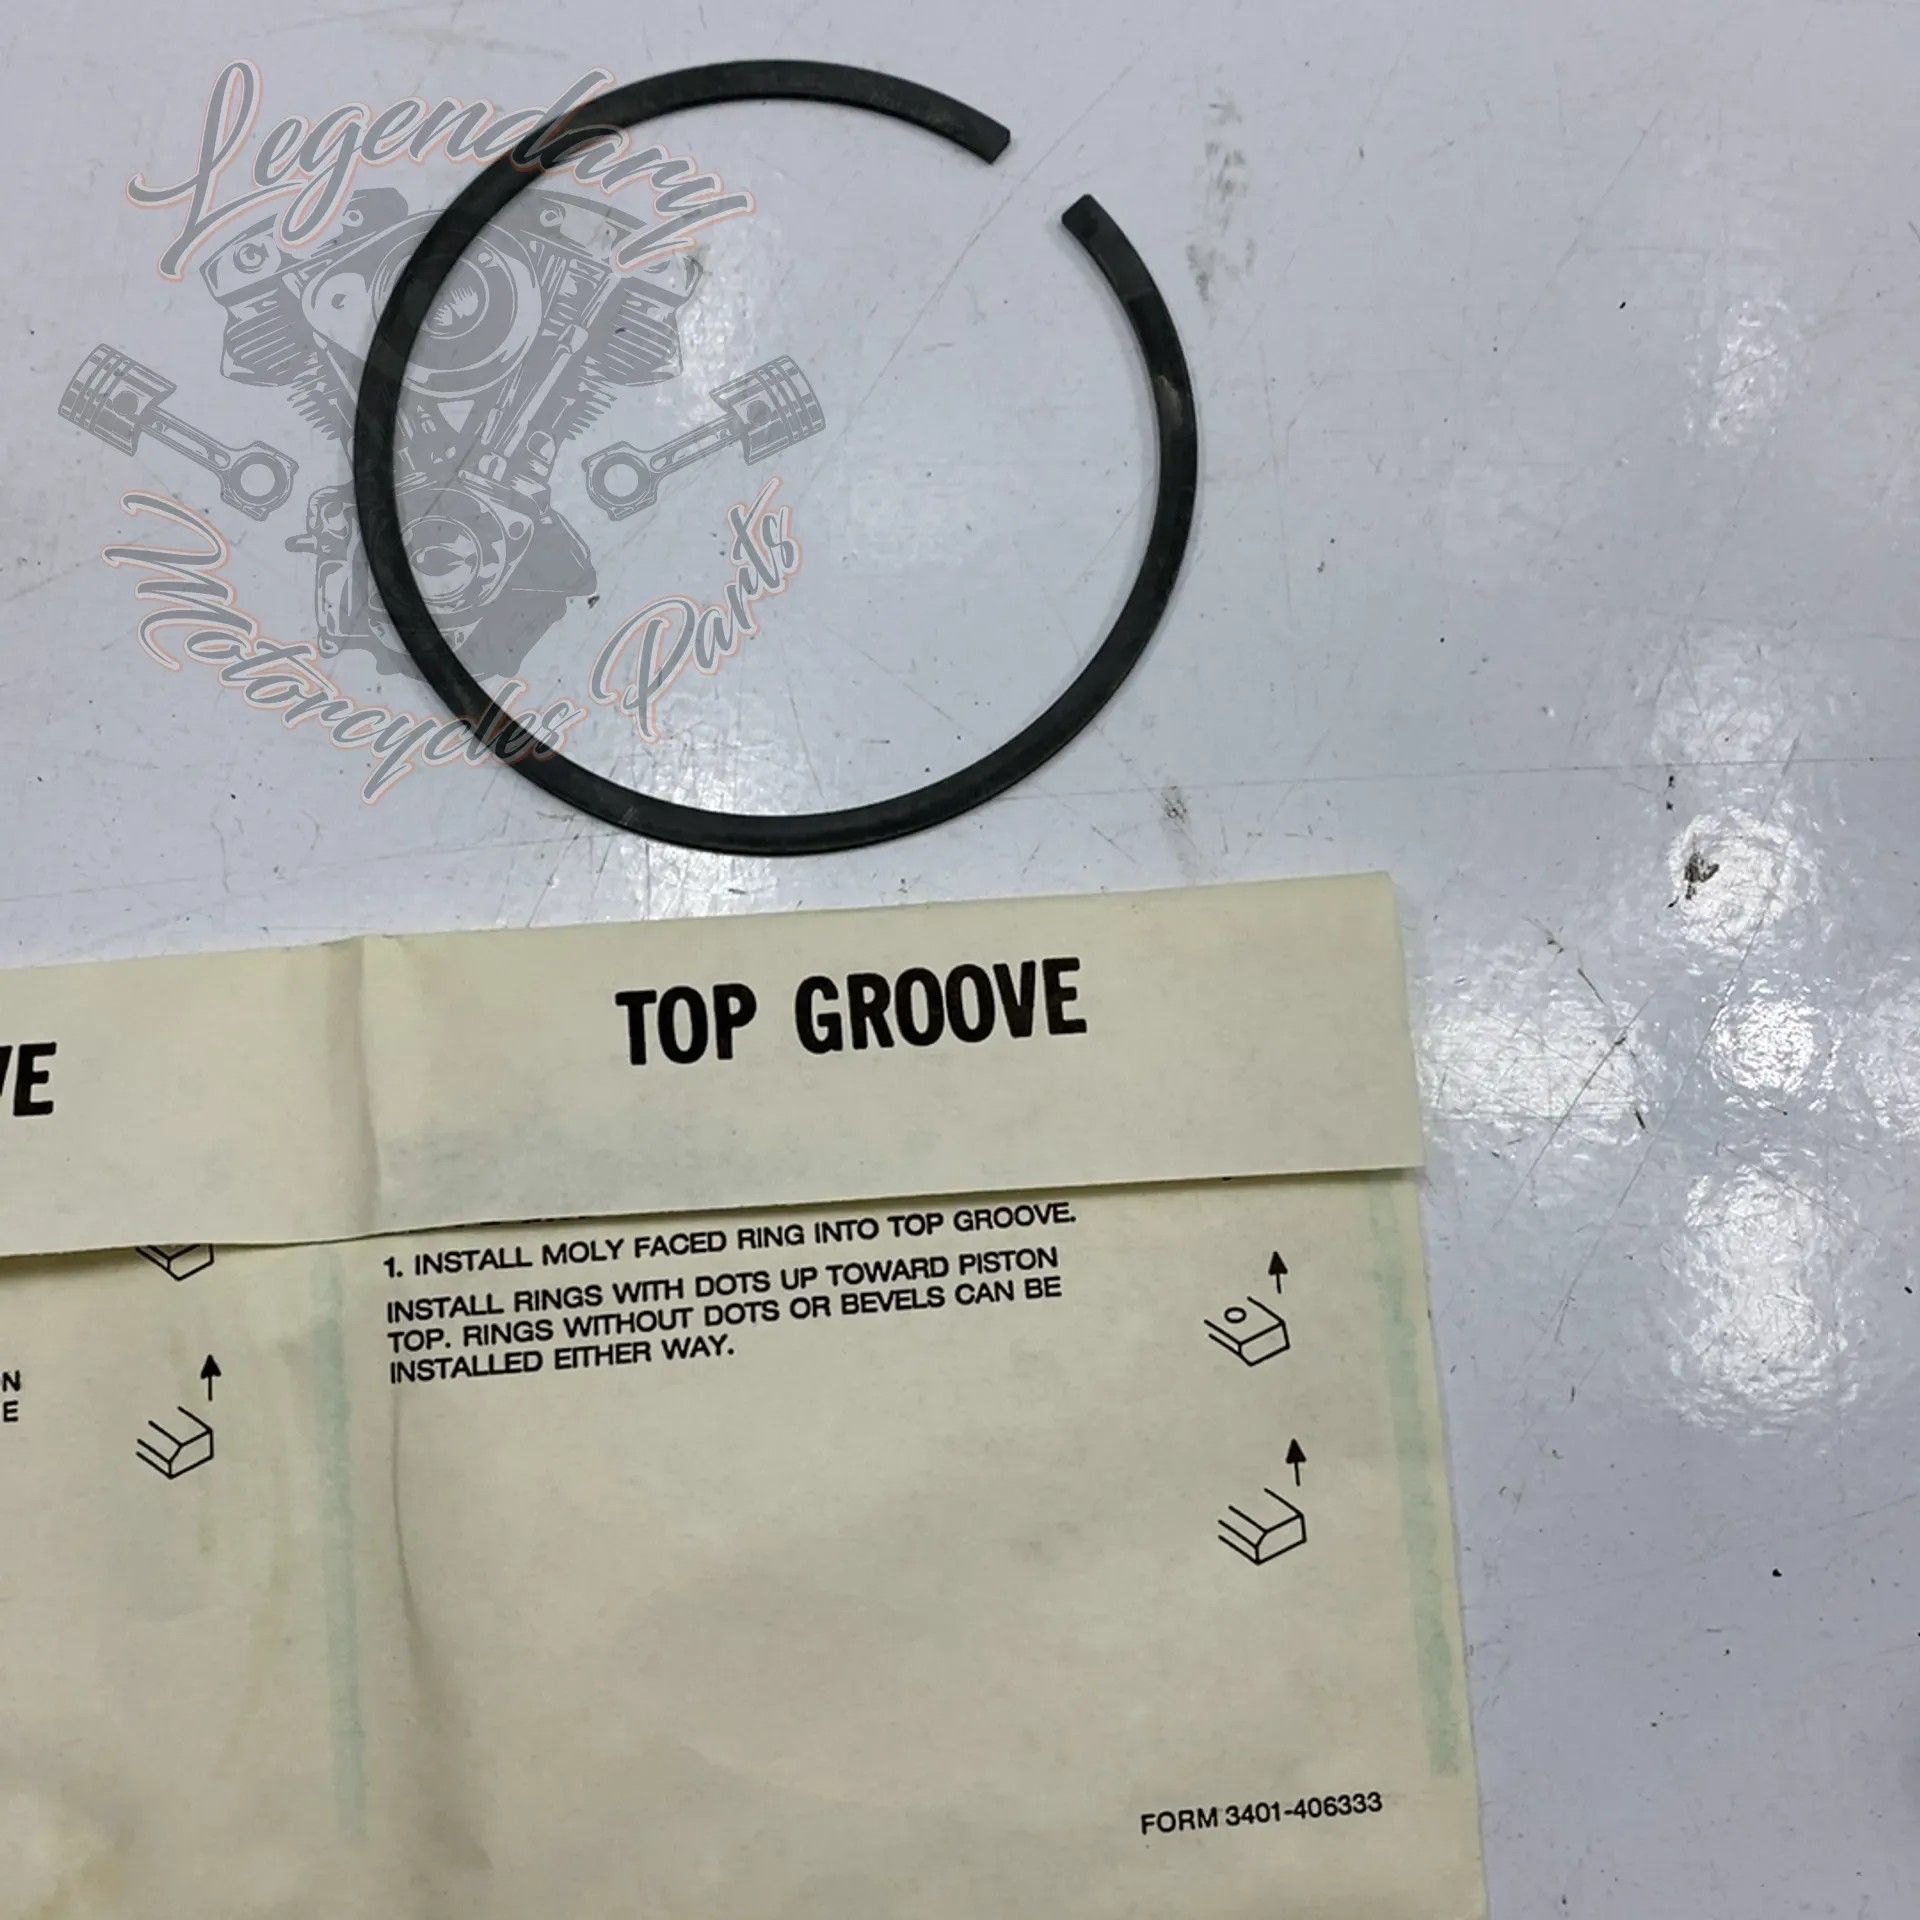 Legendary
Motorcycles Parts
TOP GROOVE
VE
1. INSTALL MOLY FACED RING INTO TOP GROOVE.
INSTALL RINGS WITH DOTS UP TOWARD PISTON
TOP. RINGS WITHOUT DOTS OR BEVELS CAN BE
INSTALLED EITHER WAY.
N
E
FORM 3401-406333